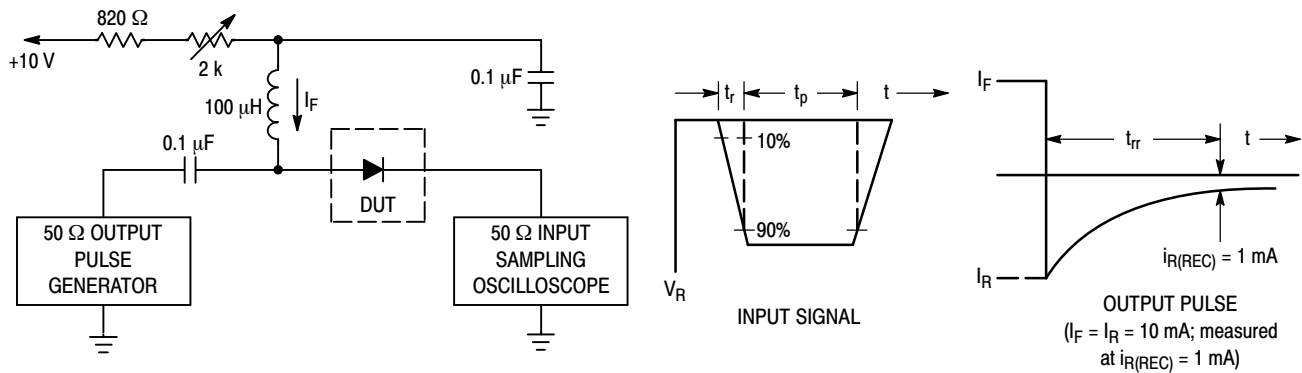 820 Ω
+10 V
2 k
100 μH
I_F
0.1 μF
0.1 μF
DUT
50 Ω OUTPUT
PULSE
GENERATOR
50 Ω INPUT
SAMPLING
OSCILLOSCOPE
t_r
t_p
t
10%
90%
V_R
INPUT SIGNAL
I_F
t_rr
t
i_R(REC) = 1 mA
I_R
OUTPUT PULSE
(I_F = I_R = 10 mA; measured
at i_R(REC) = 1 mA)